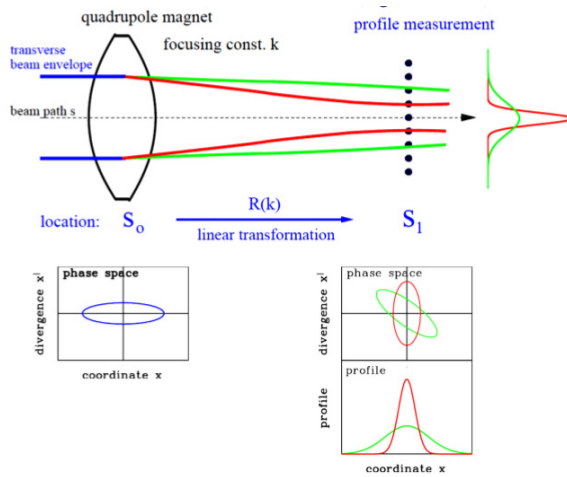 quadrupole magnet
profile measurement
focusing const. k
transverse
beam envelope
beam path s
location: So
R(k)
linear transformation
S1
phase space
divergence x'
coordinate x
phase space
divergence x'
profile
profile
coordinate x